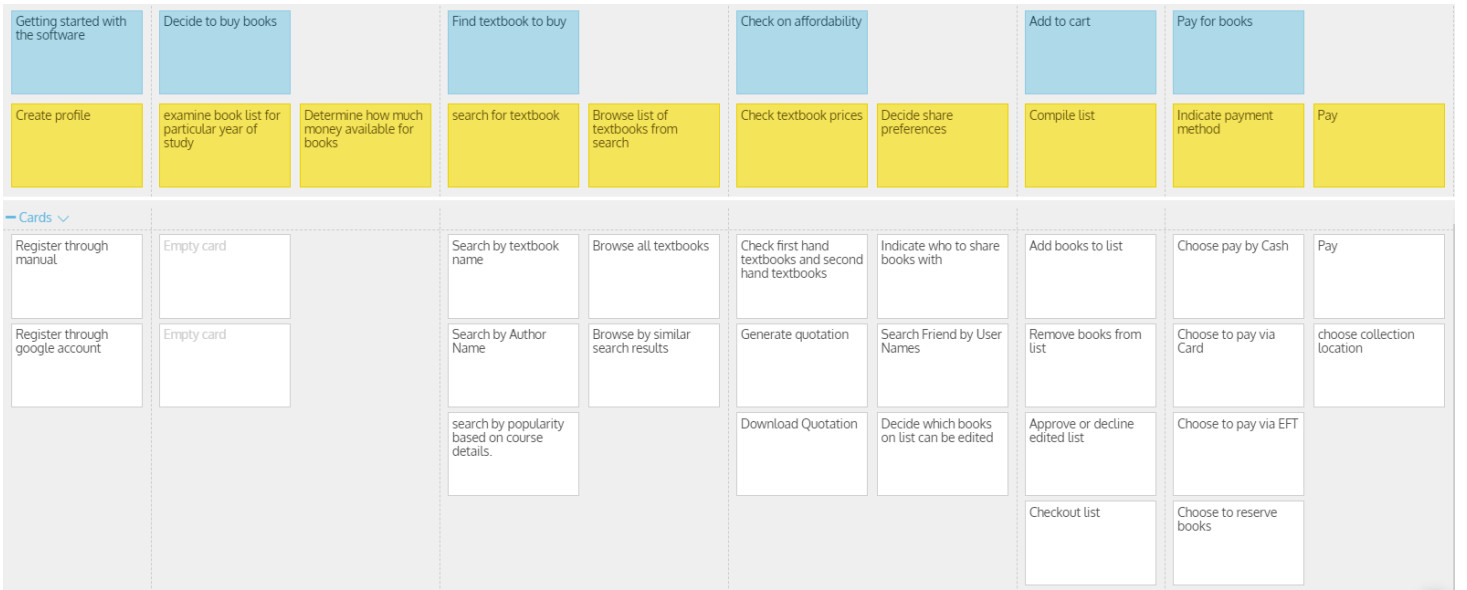 Getting started with
the software
Decide to buy books
Find textbook to buy
Check on affordability
Add to cart
Pay for books
Create profile
examine book list for
particular year of
study
Determine how much
money available for
books
search for textbook
Browse list of
textbooks from
search
Check textbook prices
Decide share
preferences
Compile list
Indicate payment
method
Pay
Cards
Register through
manual
Empty card
Search by textbook
name
Browse all textbooks
Check first hand
textbooks and second
hand textbooks
Indicate who to share
books with
Add books to list
Choose pay by Cash
Pay
Register through
google account
Empty card
Search by Author
Name
Browse by similar
search results
Generate quotation
Search Friend by User
Names
Remove books from
list
Choose to pay via
Card
choose collection
location
search by popularity
based on course
details.
Download Quotation
Decide which books
on list can be edited
Approve or decline
edited list
Choose to pay via EFT
Checkout list
Choose to reserve
books